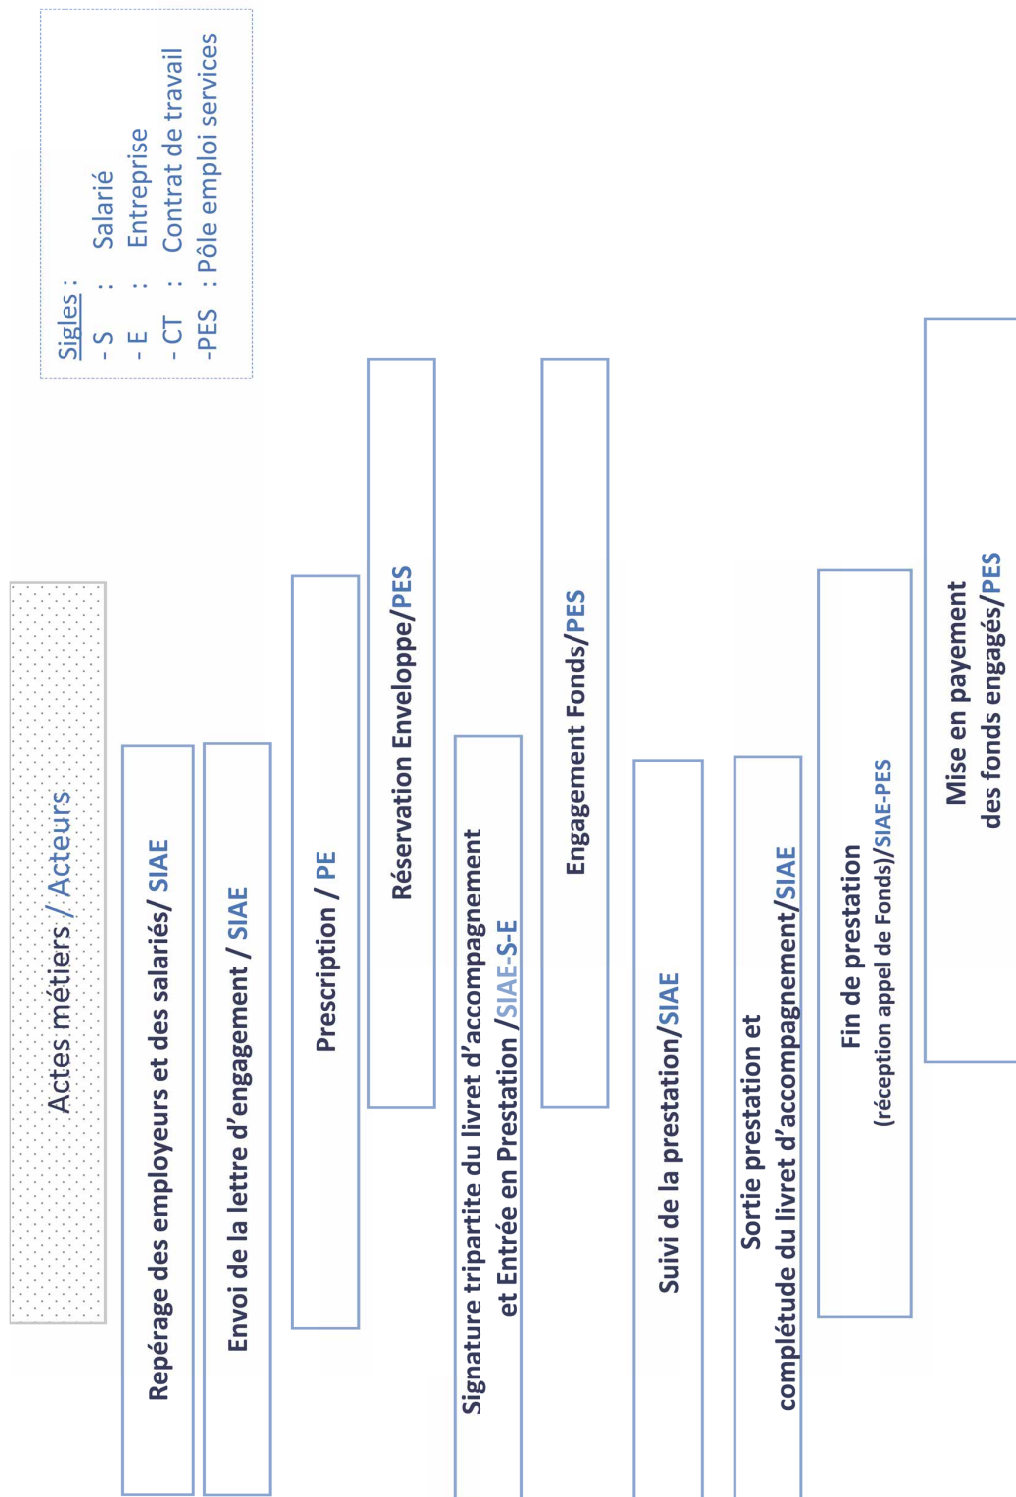 Actes métiers / Acteurs
Sigles :
- S : Salarié
- E : Entreprise
- CT : Contrat de travail
-PES : Pôle emploi services
Repérage des employeurs et des salariés/ SIAE
Envoi de la lettre d’engagement / SIAE
Prescription / PE
Réservation Enveloppe/PES
Signature tripartite du livret d’accompagnement
et Entrée en Prestation /SIAE-S-E
Engagement Fonds/PES
Suivi de la prestation/SIAE
Sortie prestation et
complétude du livret d’accompagnement/SIAE
Fin de prestation
(réception appel de Fonds)/SIAE-PES
Mise en payement
des fonds engagés/PES